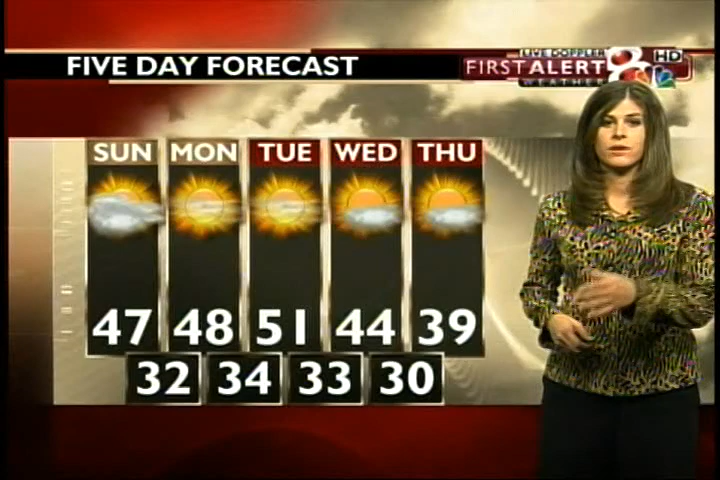 LIVE DOPPLER
FIVE DAY FORECAST
FIRST ALERT 8 HD
WEATHER
SUN MON TUE WED THU
47 48 51 44 39
32 34 33 30